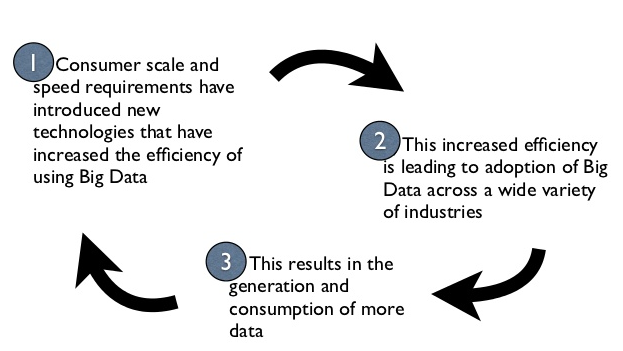 1 Consumer scale and
speed requirements have
introduced new
technologies that have
increased the efficiency of
using Big Data
2 This increased efficiency
is leading to adoption of Big
Data across a wide variety
of industries
3 This results in the
generation and
consumption of more
data